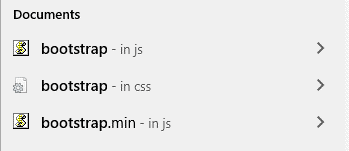 Documents
bootstrap - in js
bootstrap - in css
bootstrap.min - in js